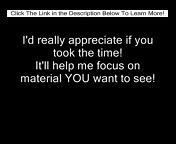 Click The Link in the Description Below To Learn More!
I'd really appreciate if you
took the time!
It'll help me focus on
material YOU want to see!